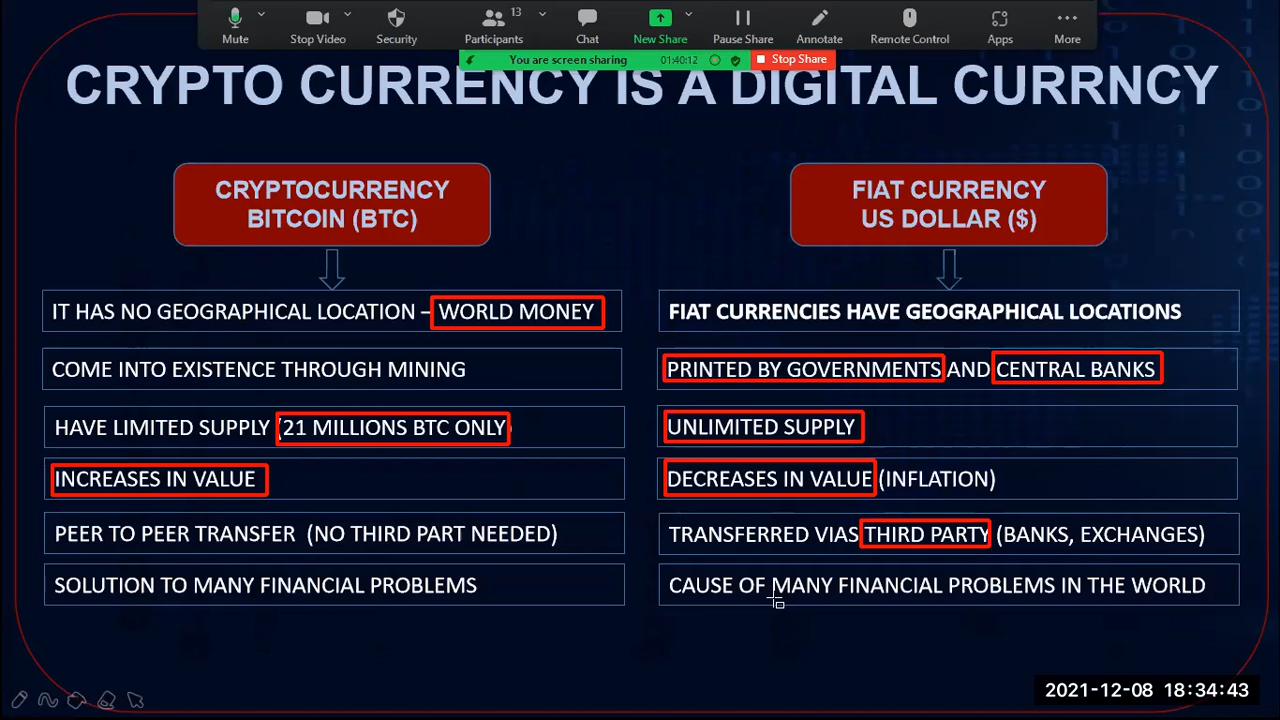 Mute
Stop Video
Security
Participants
13
Chat
New Share
Pause Share
Annotate
Remote Control
Apps
More
You are screen sharing
01:40:12
Stop Share
CRYPTO CURRENCY IS A DIGITAL CURRNCY
CRYPTOCURRENCY
BITCOIN (BTC)
FIAT CURRENCY
US DOLLAR ($)
IT HAS NO GEOGRAPHICAL LOCATION – WORLD MONEY
FIAT CURRENCIES HAVE GEOGRAPHICAL LOCATIONS
COME INTO EXISTENCE THROUGH MINING
PRINTED BY GOVERNMENTS AND CENTRAL BANKS
HAVE LIMITED SUPPLY (21 MILLIONS BTC ONLY)
UNLIMITED SUPPLY
INCREASES IN VALUE
DECREASES IN VALUE (INFLATION)
PEER TO PEER TRANSFER (NO THIRD PART NEEDED)
TRANSFERRED VIAS THIRD PARTY (BANKS, EXCHANGES)
SOLUTION TO MANY FINANCIAL PROBLEMS
CAUSE OF MANY FINANCIAL PROBLEMS IN THE WORLD
2021-12-08 18:34:43